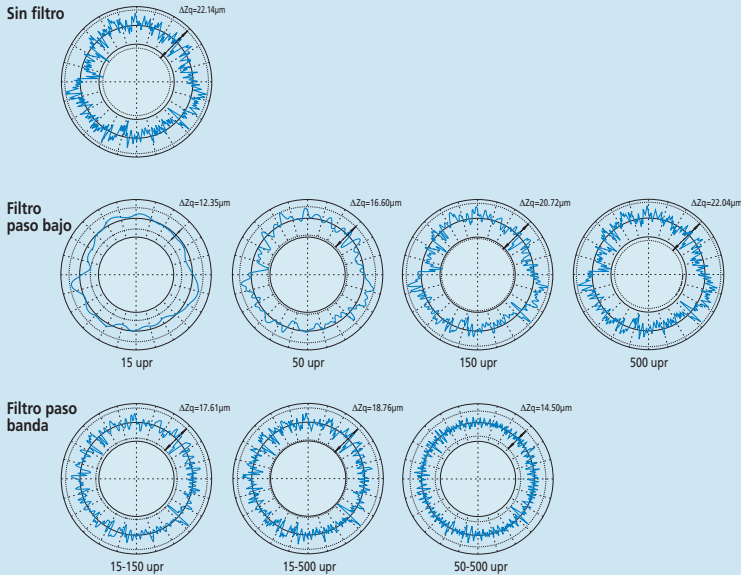 Sin filtro
ΔZq=22.14µm
Filtro
paso bajo
ΔZq=12.35µm
ΔZq=16.60µm
ΔZq=20.72µm
ΔZq=22.04µm
15 upr
50 upr
150 upr
500 upr
Filtro paso
banda
ΔZq=17.61µm
ΔZq=18.76µm
ΔZq=14.50µm
15-150 upr
15-500 upr
50-500 upr